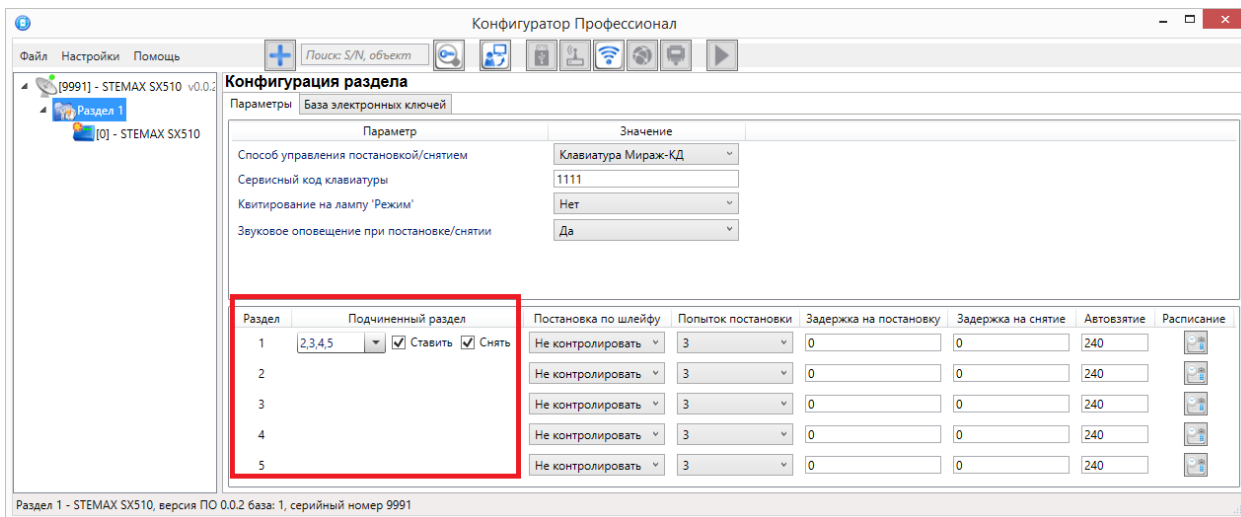 Конфигуратор Профессионал
Файл Настройки Помощь Поиск: S/N, объект
[9991] - STEMAX SX510 v0.0.2
Раздел 1
[0] - STEMAX SX510
Конфигурация раздела
Параметры База электронных ключей
Параметр Значение
Способ управления постановкой/снятием Клавиатура Мираж-КД
Сервисный код клавиатуры 1111
Квитирование на лампу 'Режим' Нет
Звуковое оповещение при постановке/снятии Да
Раздел Подчиненный раздел Постановка по шлейфу Попыток постановки Задержка на постановку Задержка на снятие Автовзятие Расписание
1 2,3,4,5 Ставить Снять Не контролировать 3 0 0 240
2 Не контролировать 3 0 0 240
3 Не контролировать 3 0 0 240
4 Не контролировать 3 0 0 240
5 Не контролировать 3 0 0 240
Раздел 1 - STEMAX SX510, версия ПО 0.0.2 база: 1, серийный номер 9991